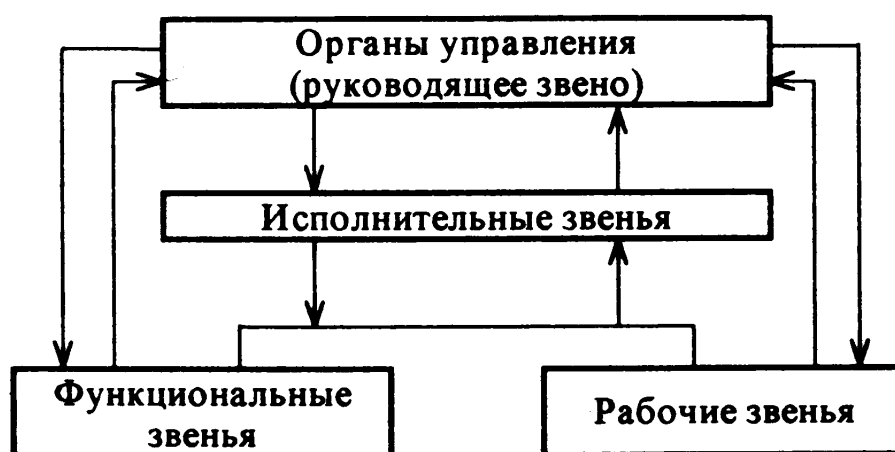 Органы управления
(руководящее звено)
Исполнительные звенья
Функциональные
звенья
Рабочие звенья